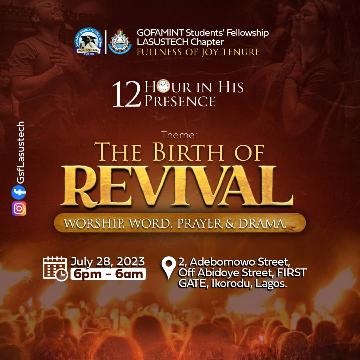 GOFAMINT Students' Fellowship
LASUSTECH Chapter
FULLNESS OF JOY TENURE
12 HOUR IN HIS
PRESENCE
Theme:
THE BIRTH OF
REVIVAL
WORSHIP, WORD, PRAYER & DRAMA.
GsfLasustech
July 28, 2023
6pm - 6am
2, Adebomowo Street,
Off Abidoye Street, FIRST
GATE, Ikorodu, Lagos.